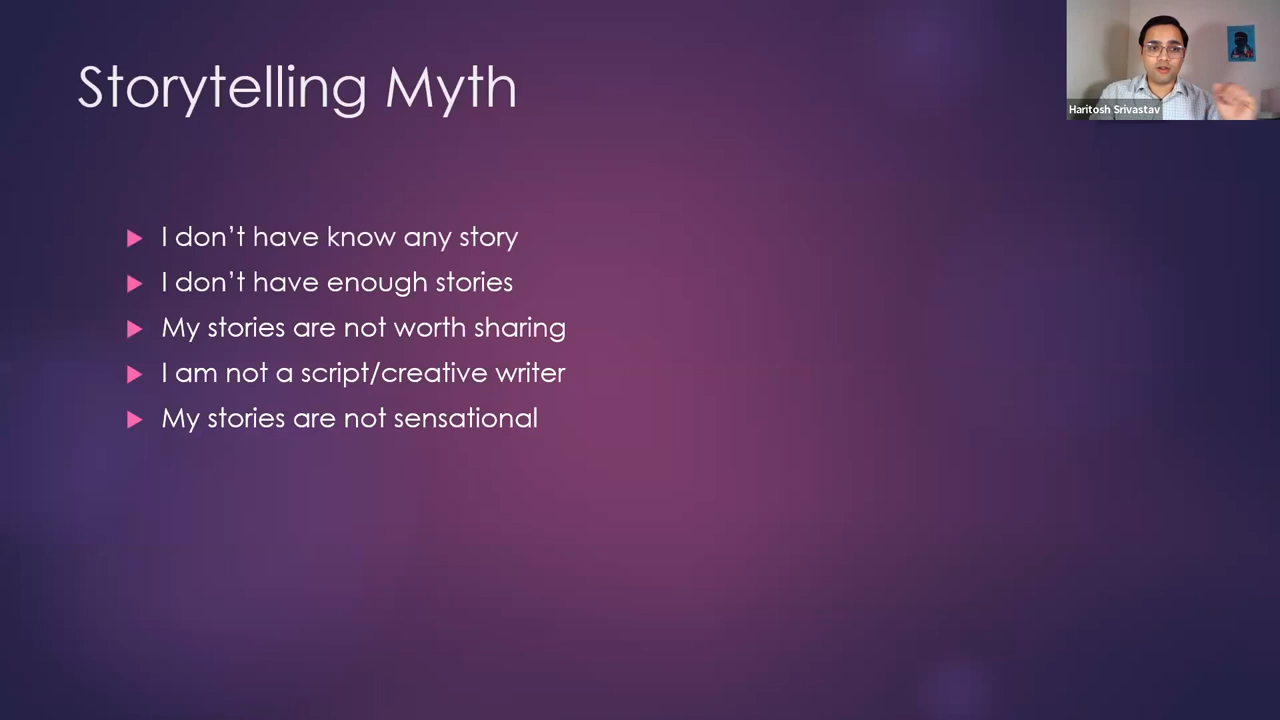 Storytelling Myth
Haritosh Srivastav
I don’t have know any story
I don’t have enough stories
My stories are not worth sharing
I am not a script/creative writer
My stories are not sensational